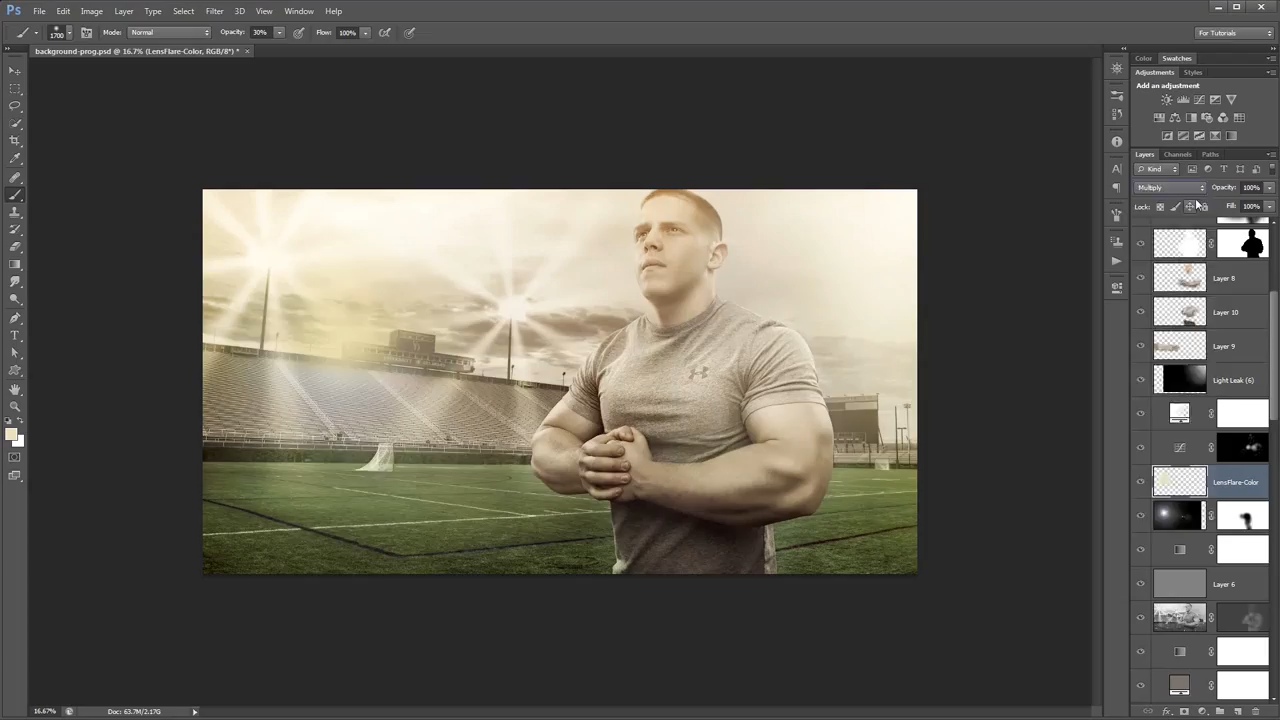 Ps File Edit Image Layer Type Select Filter 3D View Window Help
1700 Mode: Normal Opacity: 30% Flow: 100% For Tutorials
background-prog.psd @ 16.7% (LensFlare-Color, RGB/8*) * ×
Color Swatches
Adjustments Styles
Add an adjustment
Layers Channels Paths
Kind
Multiply Opacity: 100%
Lock: Fill: 100%
Layer 8
Layer 10
Layer 9
Light Leak (6)
LensFlare-Color
Layer 6
16.67% Doc: 63.7M/2.17G